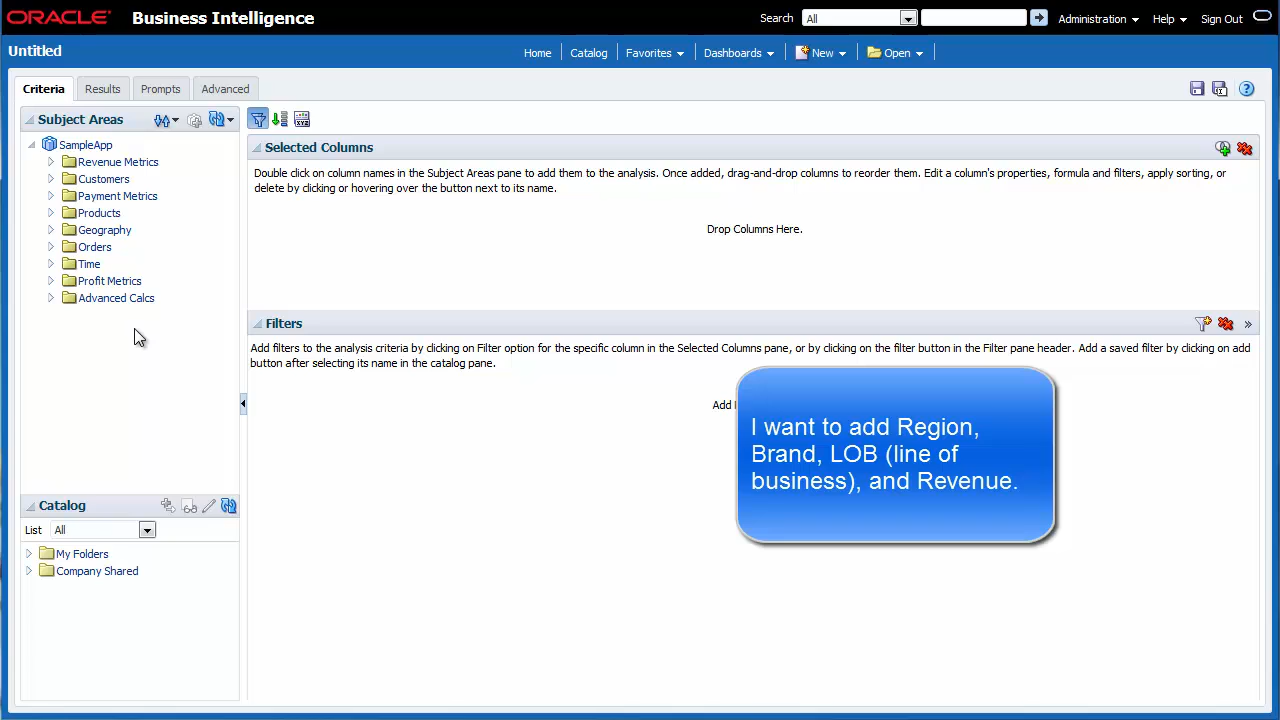 ORACLE Business Intelligence
Search All Administration Help Sign Out
Untitled
Home Catalog Favorites Dashboards New Open
Criteria Results Prompts Advanced
Subject Areas
SampleApp
Revenue Metrics
Customers
Payment Metrics
Products
Geography
Orders
Time
Profit Metrics
Advanced Calcs
Selected Columns
Double click on column names in the Subject Areas pane to add them to the analysis. Once added, drag-and-drop columns to reorder them. Edit a column's properties, formula and filters, apply sorting, or
delete by clicking or hovering over the button next to its name.
Drop Columns Here.
Filters
Add filters to the analysis criteria by clicking on Filter option for the specific column in the Selected Columns pane, or by clicking on the filter button in the Filter pane header. Add a saved filter by clicking on add
button after selecting its name in the catalog pane.
Add
I want to add Region,
Brand, LOB (line of
business), and Revenue.
Catalog
List All
My Folders
Company Shared